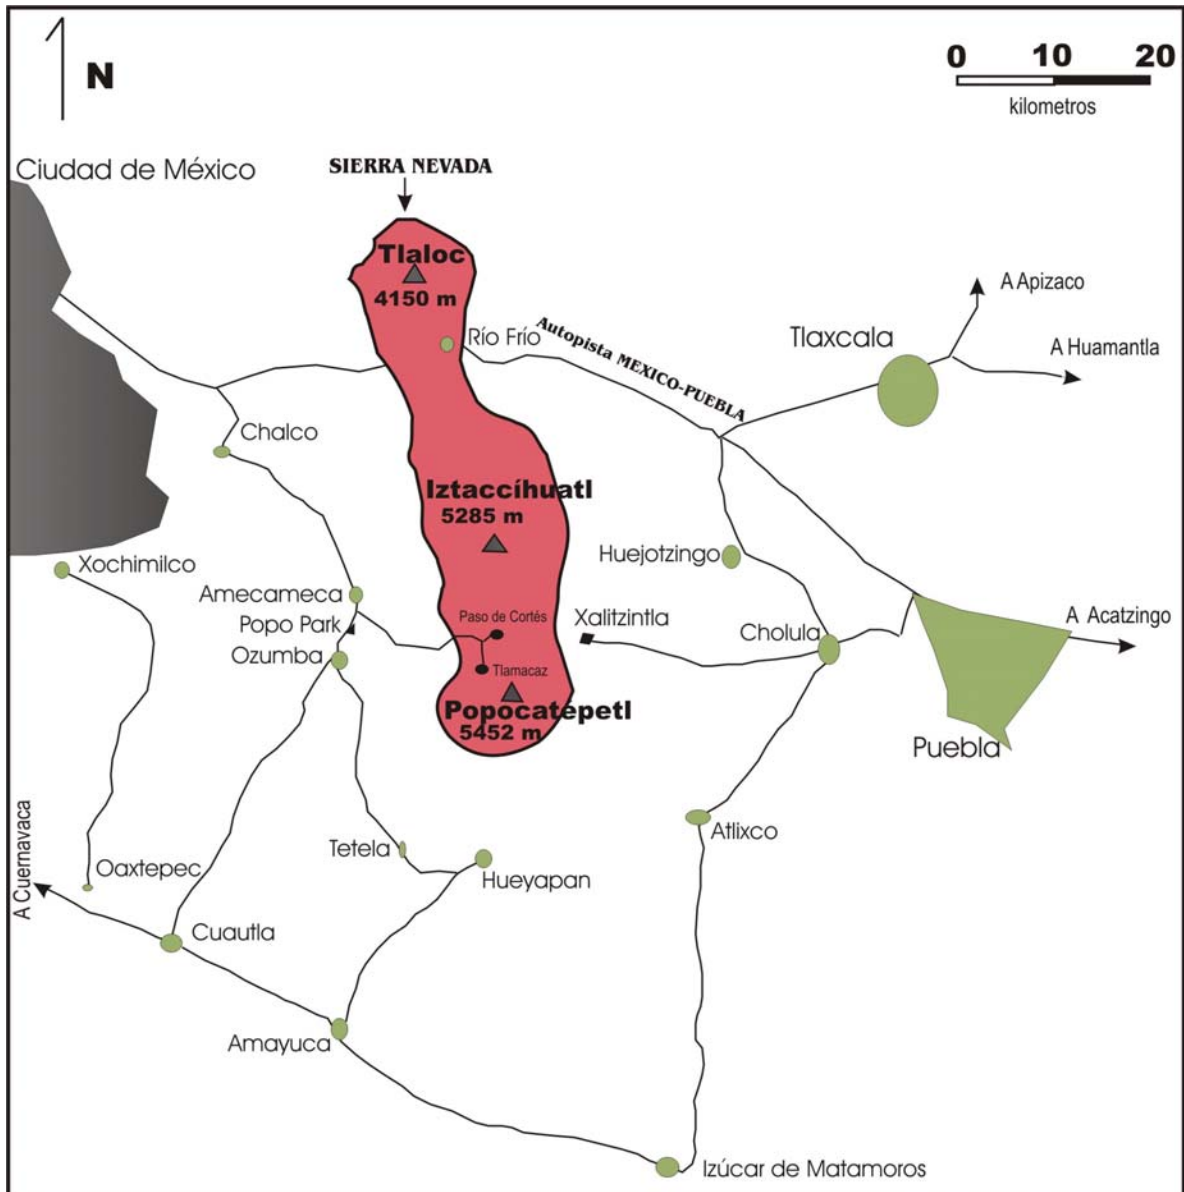 N
0 10 20
kilometros
Ciudad de México
SIERRA NEVADA
Tlaloc
4150 m
A Apizaco
Río Frío
Autopista MEXICO-PUEBLA
Tlaxcala
A Huamantla
Chalco
Iztaccíhuatl
5285 m
Huejotzingo
Xochimilco
Amecameca
Popo Park
Ozumba
Paso de Cortés
Xalitzintla
Cholula
A Acatzingo
Tlamacaz
Popocatepetl
5452 m
Puebla
Atlixco
Tetela
Hueyapan
Oaxtepec
A Cuernavaca
Cuautla
Amayuca
Izúcar de Matamoros